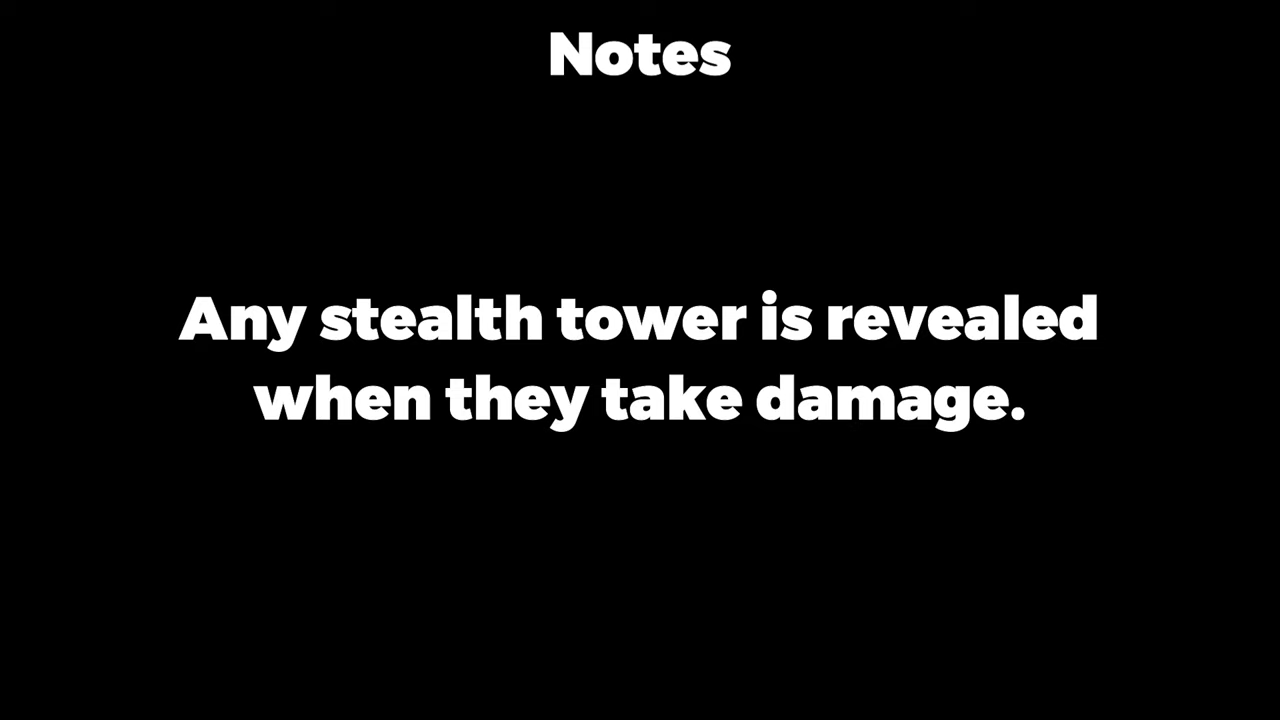 Notes
Any stealth tower is revealed
when they take damage.